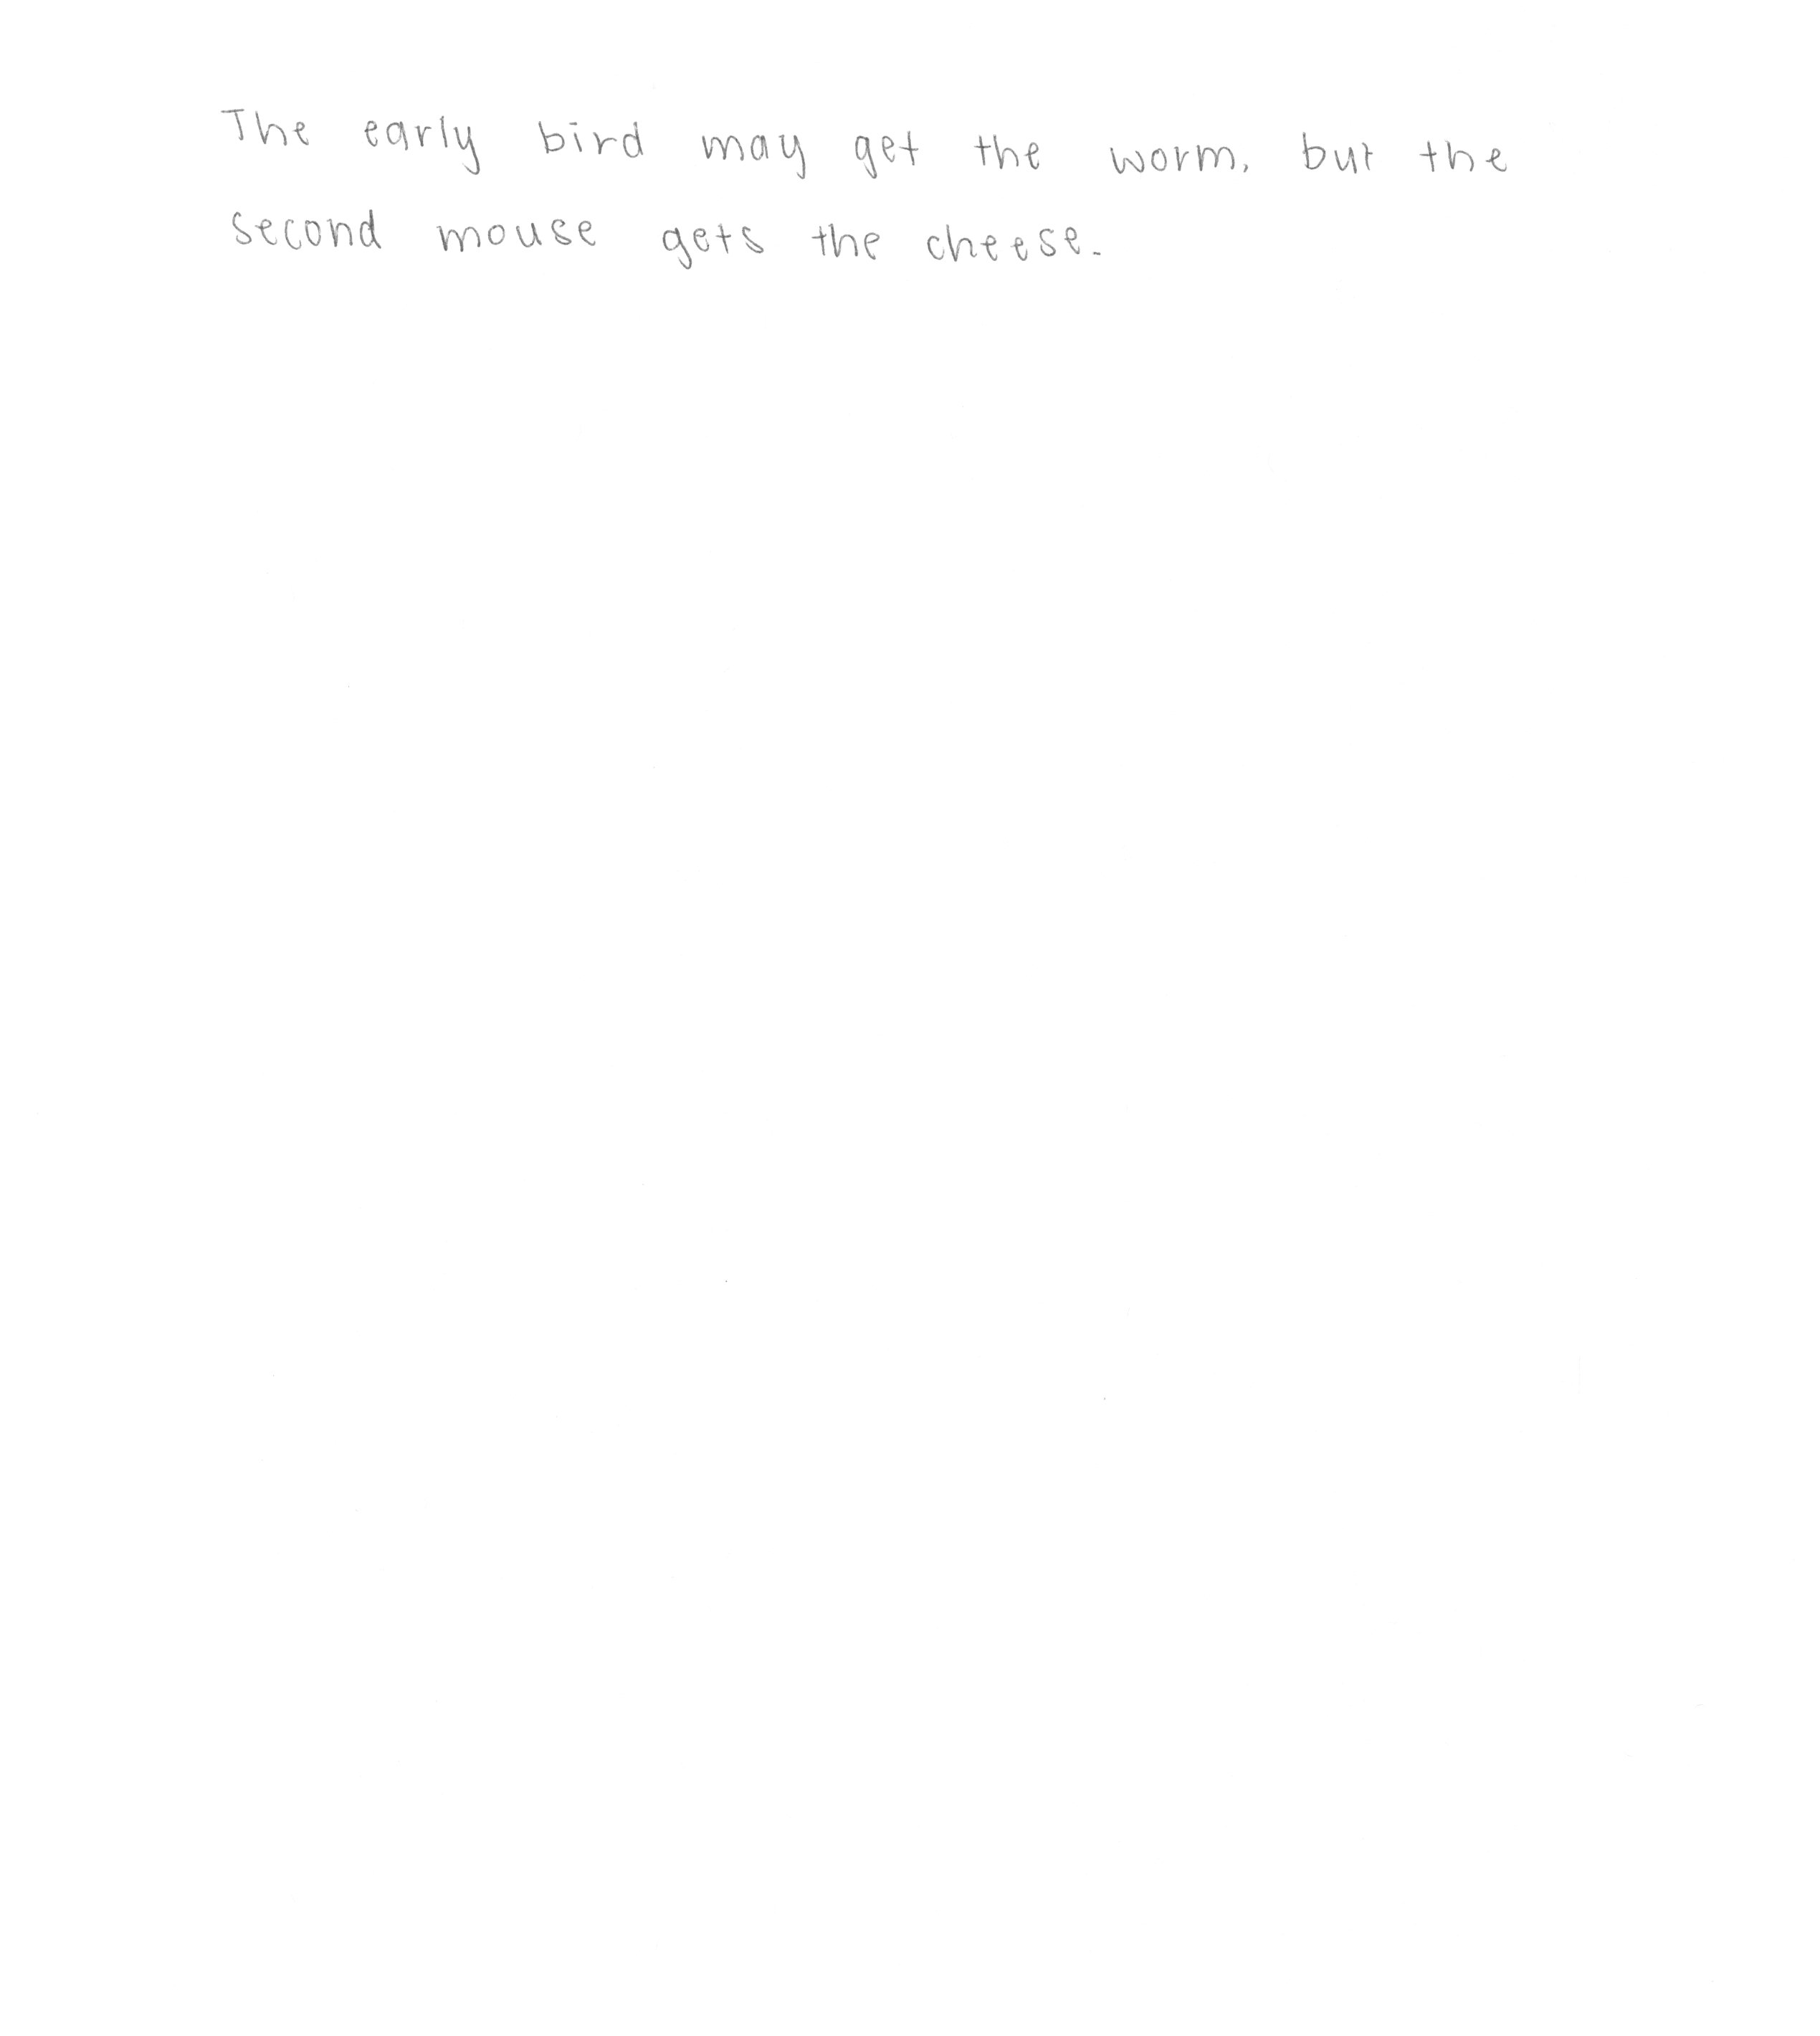 The early bird may get the worm, but the
second mouse gets the cheese.